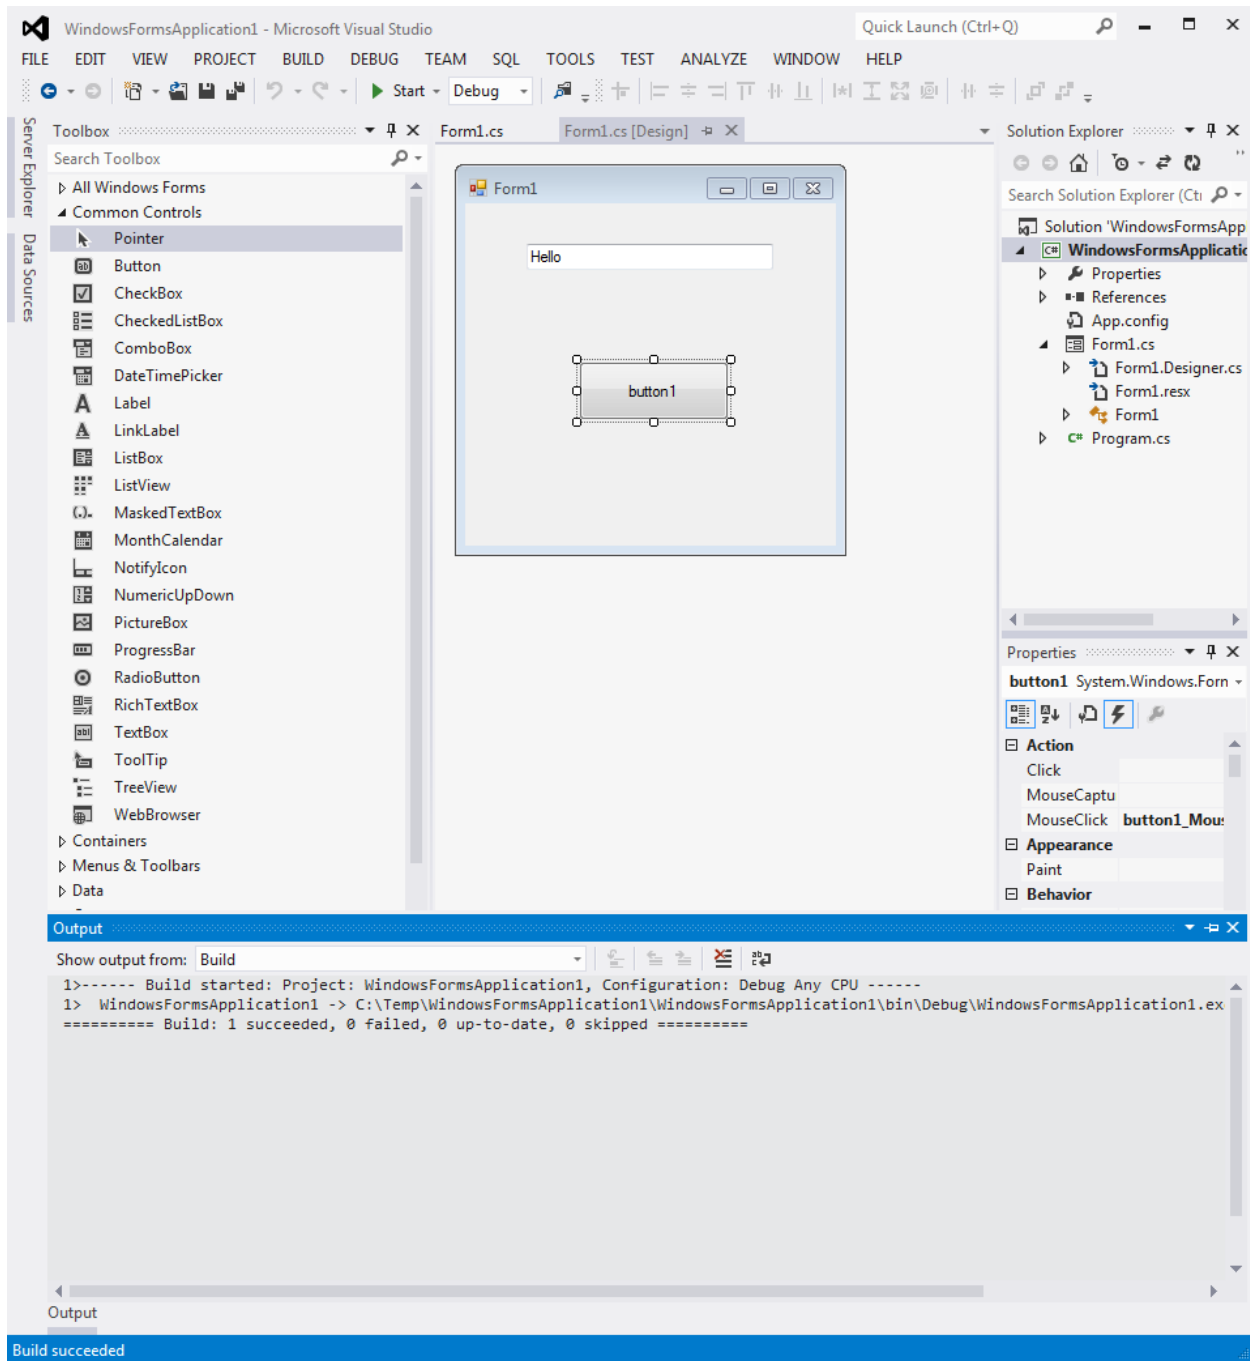 WindowsFormsApplication1 - Microsoft Visual Studio
Quick Launch (Ctrl+Q)
FILE EDIT VIEW PROJECT BUILD DEBUG TEAM SQL TOOLS TEST ANALYZE WINDOW HELP
Start Debug
Server Explorer
Data Sources
Toolbox
Search Toolbox
All Windows Forms
Common Controls
Pointer
Button
CheckBox
CheckedListBox
ComboBox
DateTimePicker
Label
LinkLabel
ListBox
ListView
MaskedTextBox
MonthCalendar
NotifyIcon
NumericUpDown
PictureBox
ProgressBar
RadioButton
RichTextBox
TextBox
ToolTip
TreeView
WebBrowser
Containers
Menus & Toolbars
Data
Form1.cs
Form1.cs [Design]
Form1
Hello
button1
Solution Explorer
Search Solution Explorer (Ctr
Solution 'WindowsFormsApp
WindowsFormsApplicatic
Properties
References
App.config
Form1.cs
Form1.Designer.cs
Form1.resx
Form1
Program.cs
Properties
button1 System.Windows.Forn
Action
Click
MouseCaptu
MouseClick button1_Mous
Appearance
Paint
Behavior
Output
Show output from: Build
1>------ Build started: Project: WindowsFormsApplication1, Configuration: Debug Any CPU ------
1>  WindowsFormsApplication1 -> C:\Temp\WindowsFormsApplication1\WindowsFormsApplication1\bin\Debug\WindowsFormsApplication1.ex
========== Build: 1 succeeded, 0 failed, 0 up-to-date, 0 skipped ==========
Output
Build succeeded